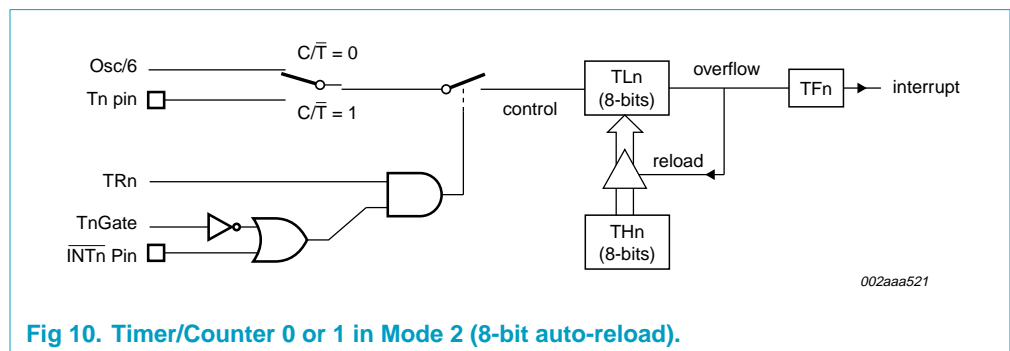 Osc/6
C/T̅ = 0
Tn pin
C/T̅ = 1
TRn
TnGate
I̅N̅T̅n̅ Pin
control
TLn
(8-bits)
overflow
TFn
interrupt
reload
THn
(8-bits)
002aaa521
Fig 10. Timer/Counter 0 or 1 in Mode 2 (8-bit auto-reload).